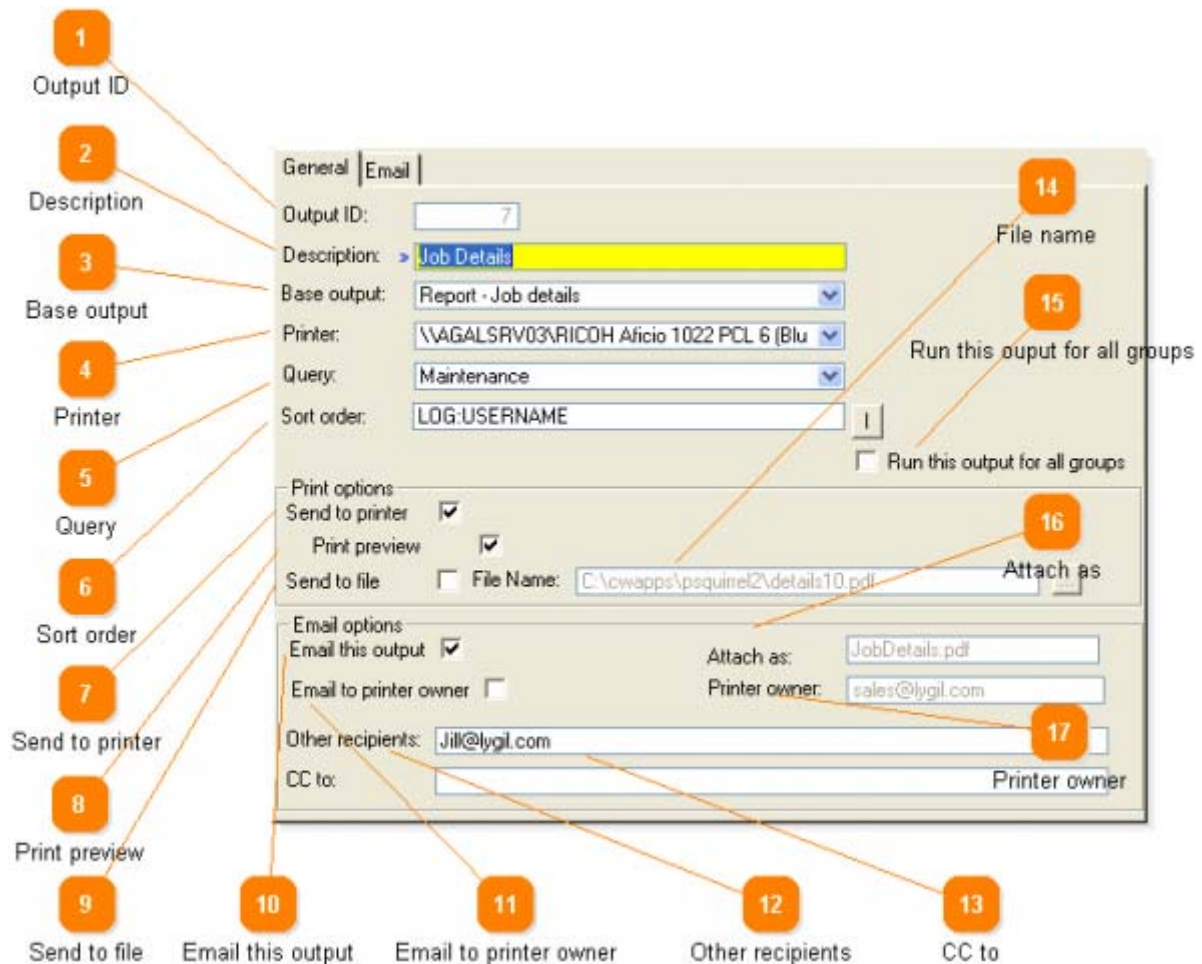 1
Output ID
2
Description
3
Base output
4
Printer
5
Query
6
Sort order
7
Send to printer
8
Print preview
9
Send to file
10
Email this output
11
Email to printer owner
12
Other recipients
13
CC to
14
File name
15
Run this ouput for all groups
16
Attach as
17
Printer owner
General Email
Output ID: 7
Description: » Job Details
Base output: Report - Job details
Printer: \\AGALSRV03\RICOH Aficio 1022 PCL 6 (Blu
Query: Maintenance
Sort order: LOG:USERNAME I
Run this output for all groups
Print options
Send to printer
Print preview
Send to file File Name: C:\cwapps\psquirrel2\details10.pdf
Email options
Email this output Attach as: JobDetails.pdf
Email to printer owner Printer owner: sales@lygil.com
Other recipients: Jill@lygil.com
CC to: